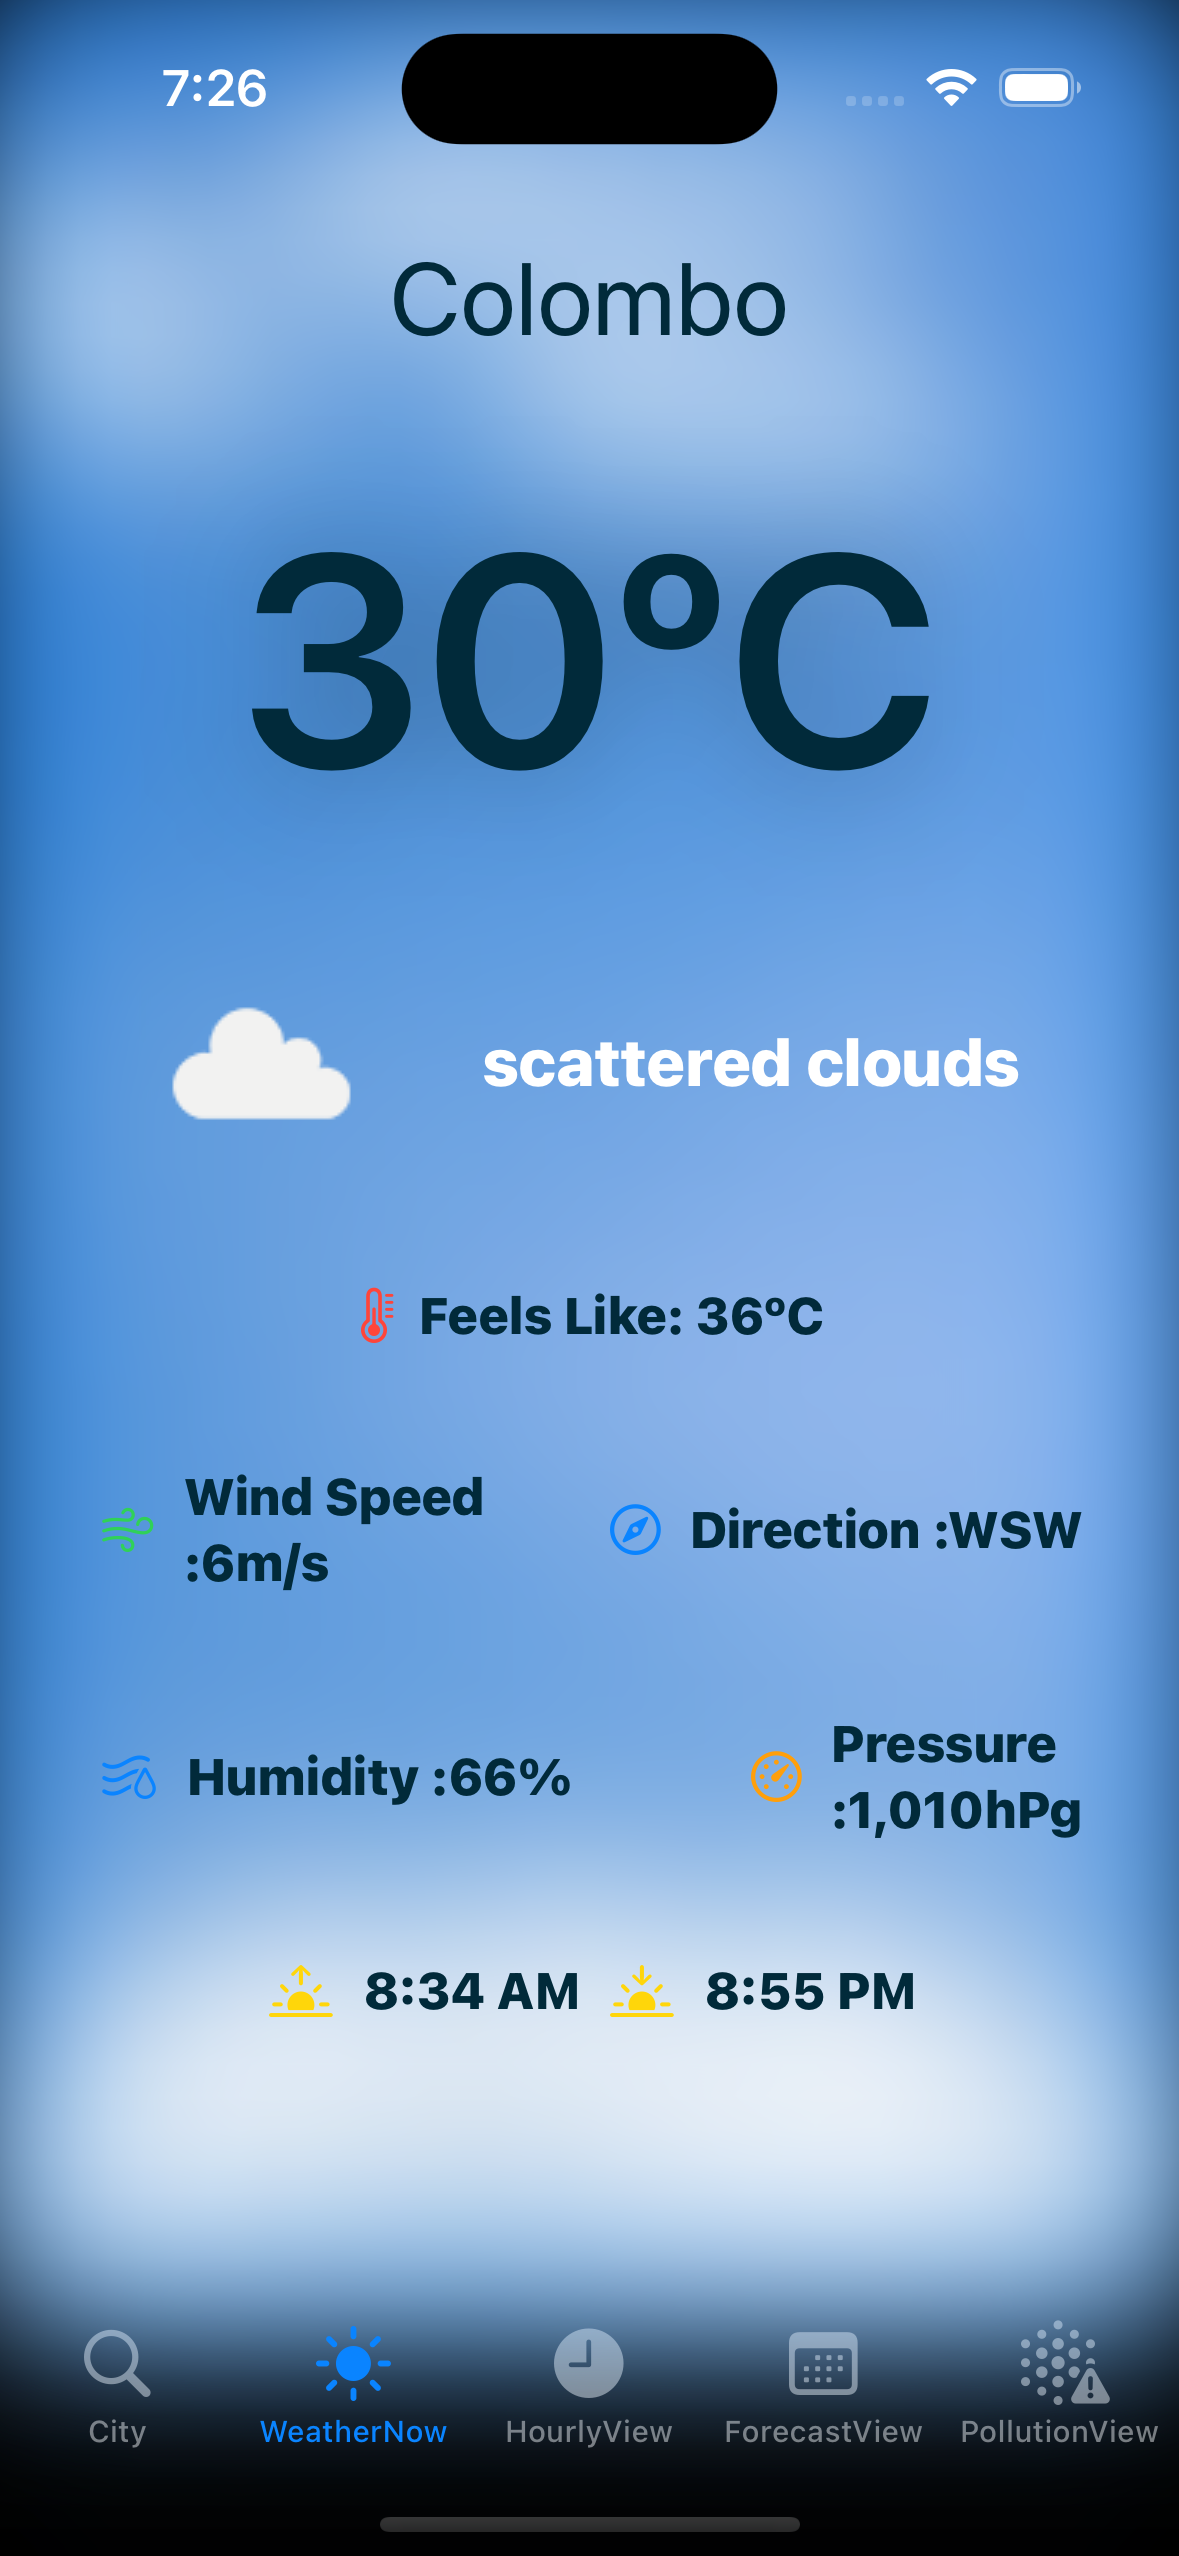 7:26
Colombo
30°C
scattered clouds
Feels Like: 36°C
Wind Speed
:6m/s
Direction :WSW
Humidity :66%
Pressure
:1,010hPg
8:34 AM
8:55 PM
City
WeatherNow
HourlyView
ForecastView
PollutionView